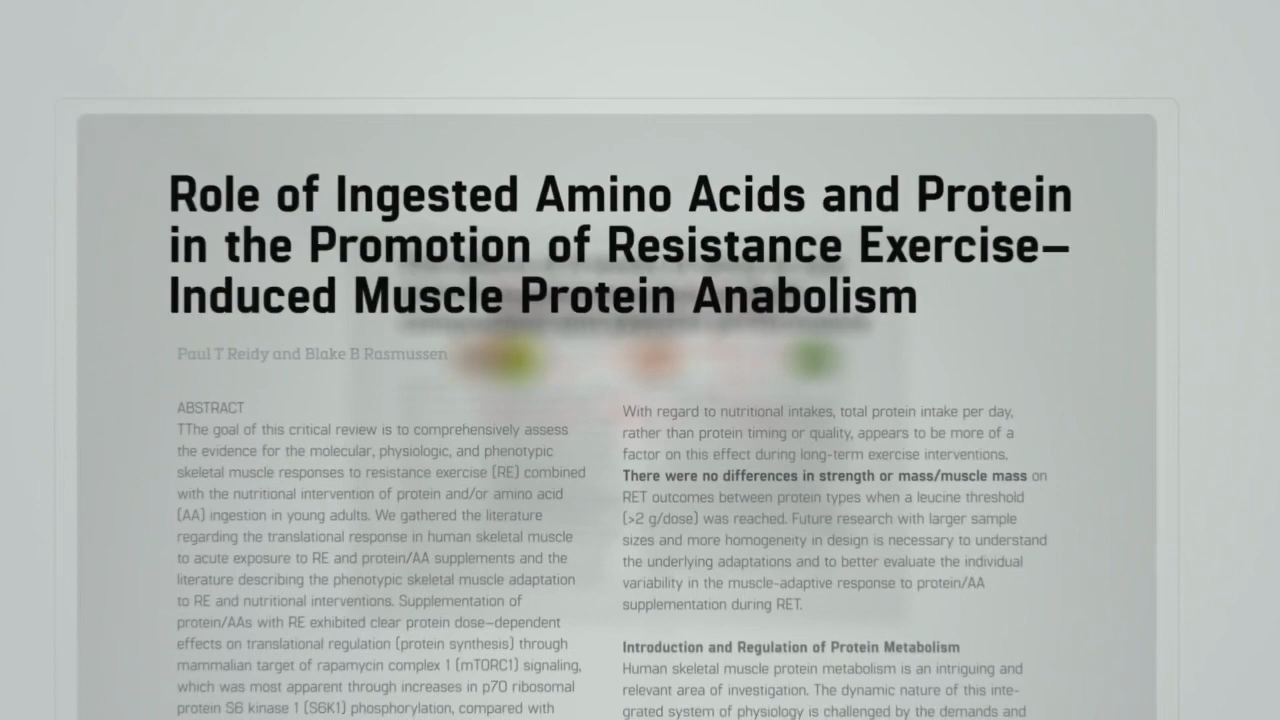 Role of Ingested Amino Acids and Protein
in the Promotion of Resistance Exercise–
Induced Muscle Protein Anabolism
Paul T Reidy and Blake B Rasmussen
ABSTRACT
TThe goal of this critical review is to comprehensively assess
the evidence for the molecular, physiologic, and phenotypic
skeletal muscle responses to resistance exercise (RE) combined
with the nutritional intervention of protein and/or amino acid
(AA) ingestion in young adults. We gathered the literature
regarding the translational response in human skeletal muscle
to acute exposure to RE and protein/AA supplements and the
literature describing the phenotypic skeletal muscle adaptation
to RE and nutritional interventions. Supplementation of
protein/AAs with RE exhibited clear protein dose–dependent
effects on translational regulation (protein synthesis) through
mammalian target of rapamycin complex 1 (mTORC1) signaling,
which was most apparent through increases in p70 ribosomal
protein S6 kinase 1 (S6K1) phosphorylation, compared with
With regard to nutritional intakes, total protein intake per day,
rather than protein timing or quality, appears to be more of a
factor on this effect during long-term exercise interventions.
There were no differences in strength or mass/muscle mass on
RET outcomes between protein types when a leucine threshold
(>2 g/dose) was reached. Future research with larger sample
sizes and more homogeneity in design is necessary to understand
the underlying adaptations and to better evaluate the individual
variability in the muscle-adaptive response to protein/AA
supplementation during RET.
Introduction and Regulation of Protein Metabolism
Human skeletal muscle protein metabolism is an intriguing and
relevant area of investigation. The dynamic nature of this inte-
grated system of physiology is challenged by the demands and